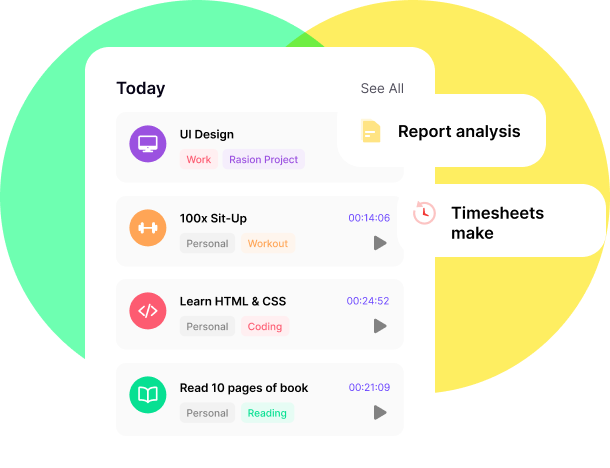 Today
See All
UI Design
Work
Rasion Project
Report analysis
100x Sit-Up
00:14:06
Personal
Workout
Timesheets
make
Learn HTML & CSS
00:24:52
Personal
Coding
Read 10 pages of book
00:21:09
Personal
Reading